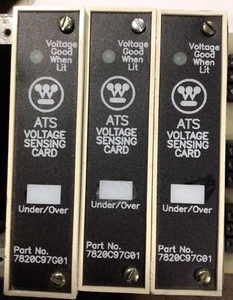 Voltage
Good
When
Lit
ATS
VOLTAGE
SENSING
CARD
Under/Over
Part No.
7820C97G01
Voltage
Good
When
Lit
ATS
VOLTAGE
SENSING
CARD
Under/Over
Part No.
7820C97G01
Voltage
Good
When
Lit
ATS
VOLTAGE
SENSING
CARD
Under/Over
Part No.
7820C97G01